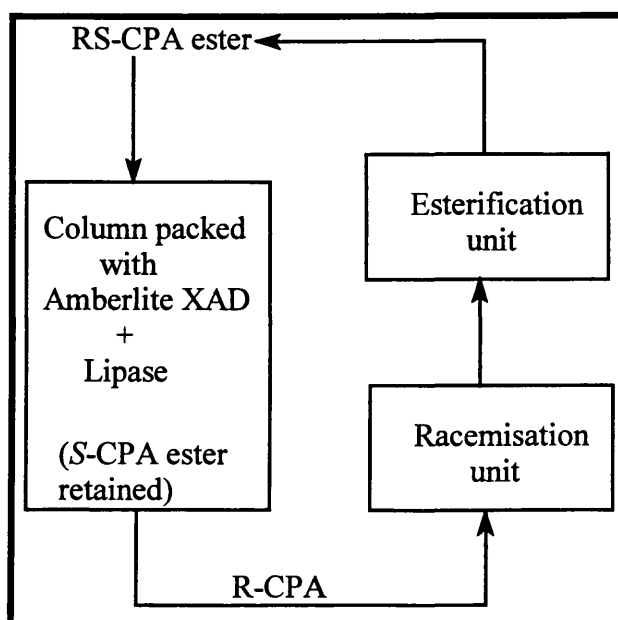 RS-CPA ester
Column packed
with
Amberlite XAD
+
Lipase
(S-CPA ester
retained)
Esterification
unit
Racemisation
unit
R-CPA